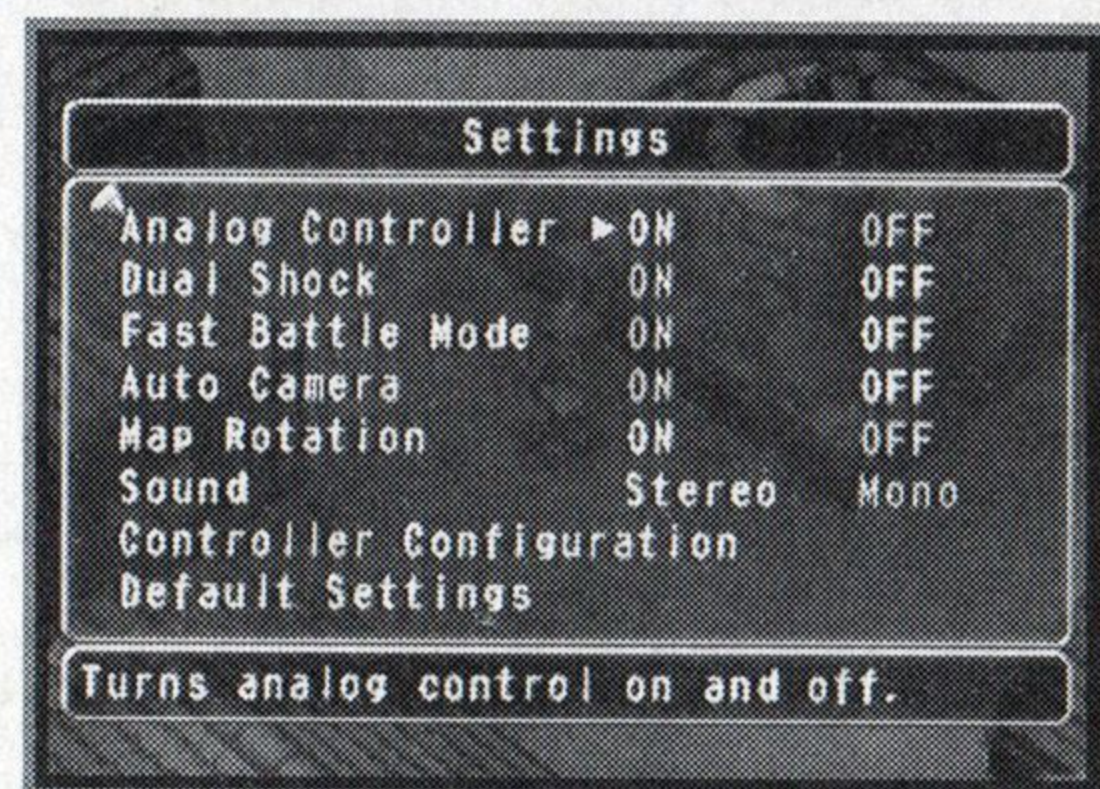 Settings
Analog Controller ▶ON OFF
Dual Shock ON OFF
Fast Battle Mode ON OFF
Auto Camera ON OFF
Map Rotation ON OFF
Sound Stereo Mono
Controller Configuration
Default Settings
Turns analog control on and off.